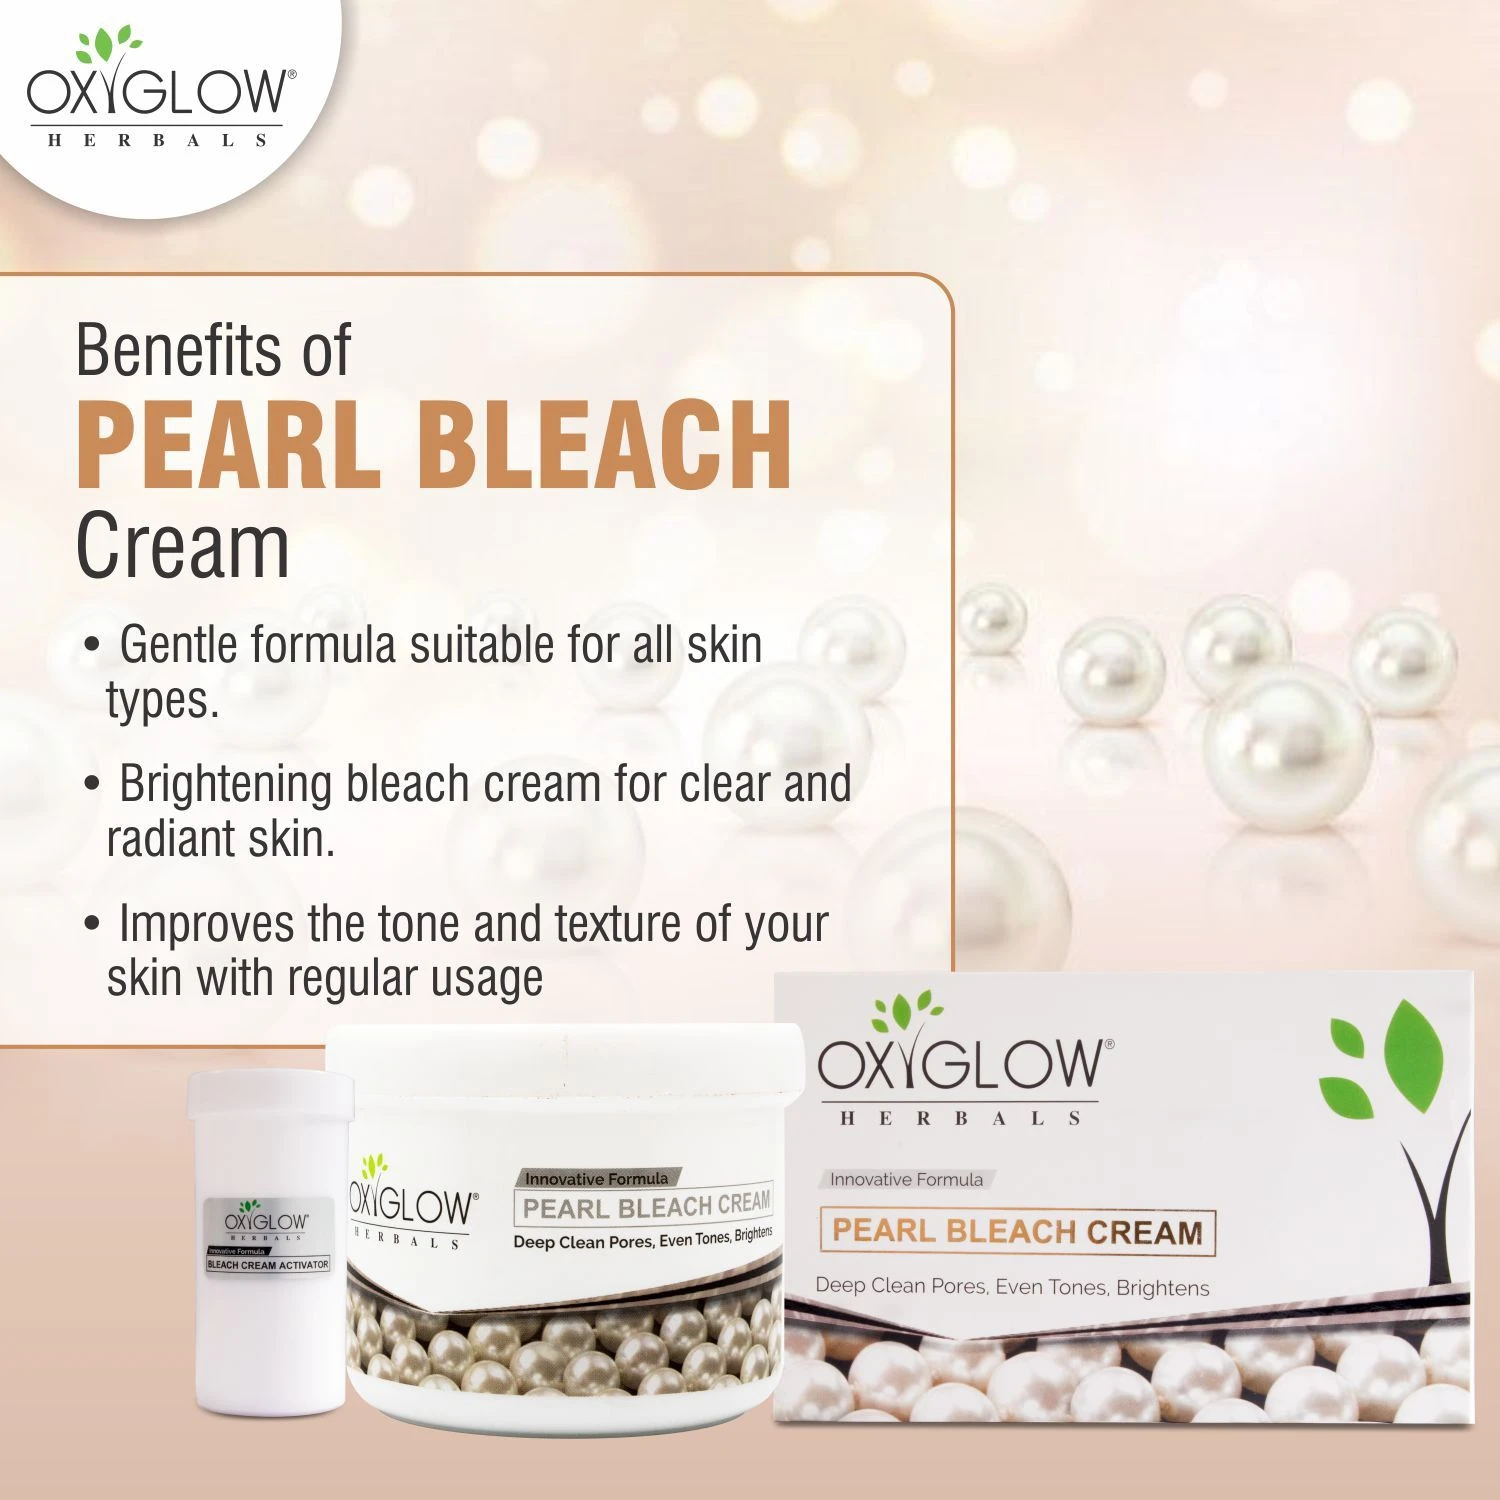 OXYGLOW®
HERBALS
Benefits of
PEARL BLEACH
Cream
• Gentle formula suitable for all skin
types.
• Brightening bleach cream for clear and
radiant skin.
• Improves the tone and texture of your
skin with regular usage
OXYGLOW
HERBALS
Innovative Formula
BLEACH CREAM ACTIVATOR
OXYGLOW®
HERBALS
Innovative Formula
PEARL BLEACH CREAM
Deep Clean Pores, Even Tones, Brightens
OXYGLOW®
HERBALS
Innovative Formula
PEARL BLEACH CREAM
Deep Clean Pores, Even Tones, Brightens